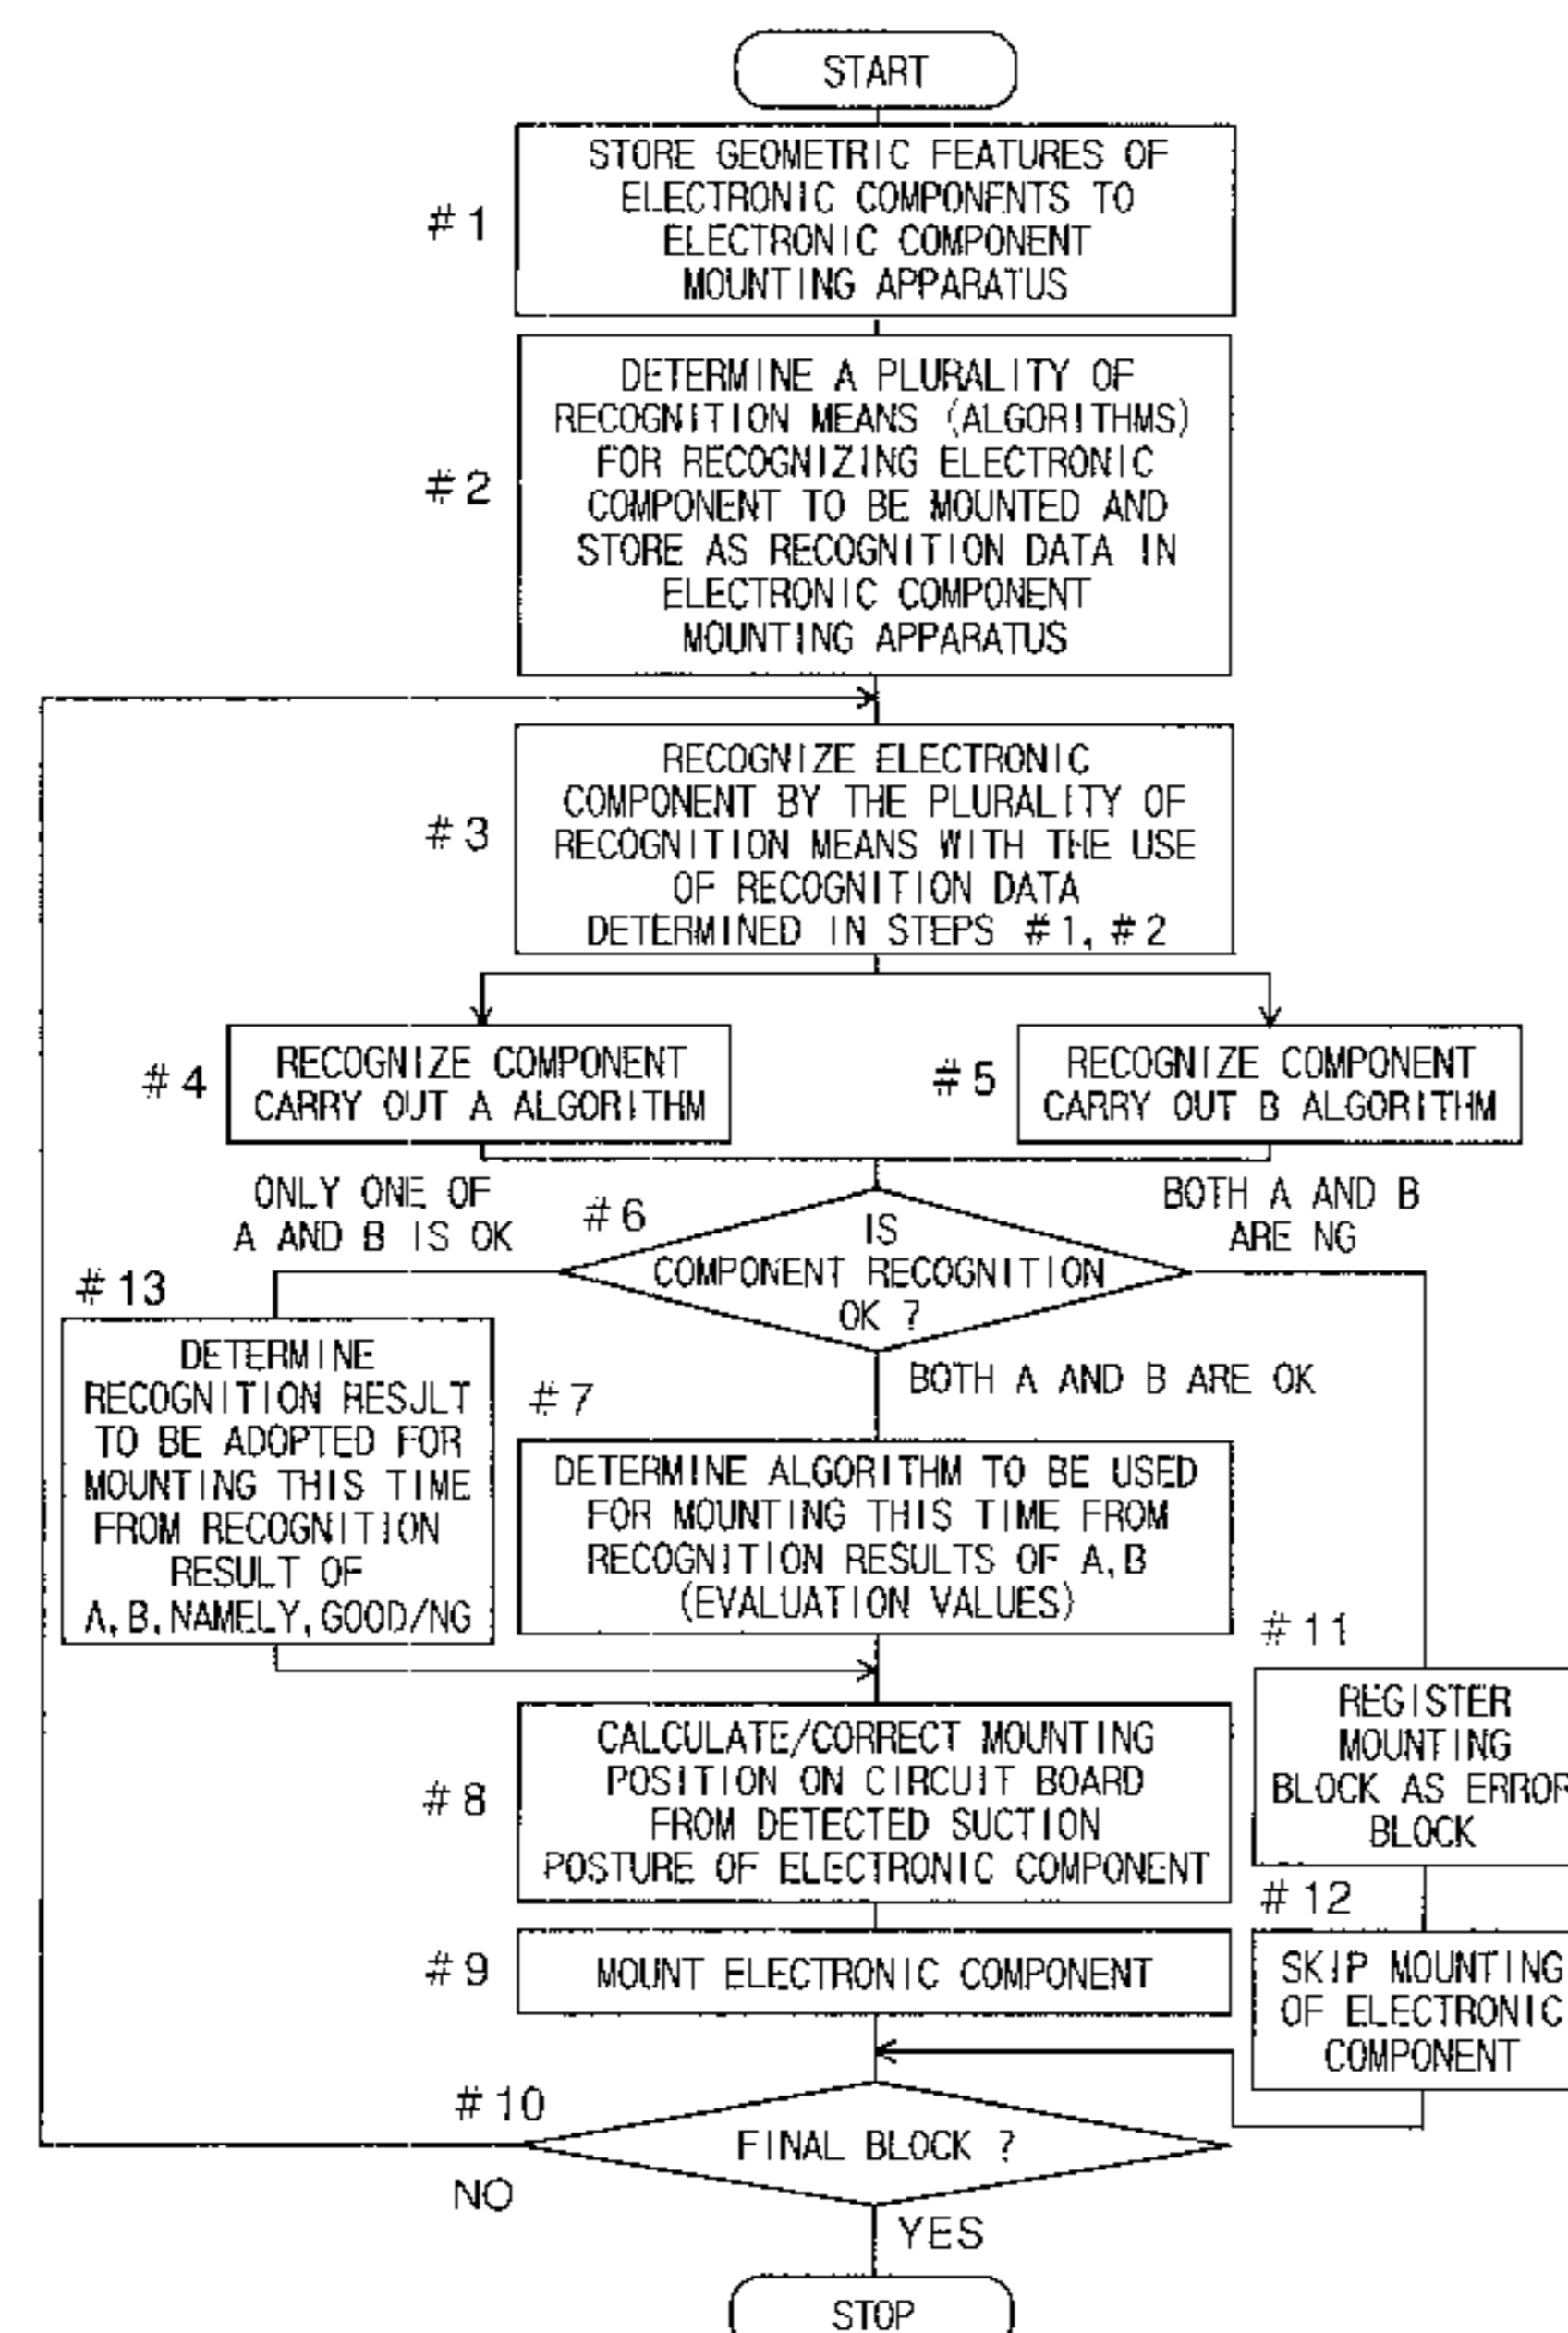 START
#1
STORE GEOMETRIC FEATURES OF
ELECTRONIC COMPONENTS TO
ELECTRONIC COMPONENT
MOUNTING APPARATUS
#2
DETERMINE A PLURALITY OF
RECOGNITION MEANS (ALGORITHMS)
FOR RECOGNIZING ELECTRONIC
COMPONENT TO BE MOUNTED AND
STORE AS RECOGNITION DATA IN
ELECTRONIC COMPONENT
MOUNTING APPARATUS
#3
RECOGNIZE ELECTRONIC
COMPONENT BY THE PLURALITY OF
RECOGNITION MEANS WITH THE USE
OF RECOGNITION DATA
DETERMINED IN STEPS #1, #2
#4
RECOGNIZE COMPONENT
CARRY OUT A ALGORITHM
#5
RECOGNIZE COMPONENT
CARRY OUT B ALGORITHM
ONLY ONE OF
A AND B IS OK
#6
IS
COMPONENT RECOGNITION
OK ?
BOTH A AND B
ARE NG
#13
DETERMINE
RECOGNITION RESULT
TO BE ADOPTED FOR
MOUNTING THIS TIME
FROM RECOGNITION
RESULT OF
A, B, NAMELY, GOOD/NG
BOTH A AND B ARE OK
#7
DETERMINE ALGORITHM TO BE USED
FOR MOUNTING THIS TIME FROM
RECOGNITION RESULTS OF A, B
(EVALUATION VALUES)
#11
REGISTER
MOUNTING
BLOCK AS ERROR
BLOCK
#8
CALCULATE/CORRECT MOUNTING
POSITION ON CIRCUIT BOARD
FROM DETECTED SUCTION
POSTURE OF ELECTRONIC COMPONENT
#12
SKIP MOUNTING
OF ELECTRONIC
COMPONENT
#9
MOUNT ELECTRONIC COMPONENT
#10
FINAL BLOCK ?
NO
YES
STOP